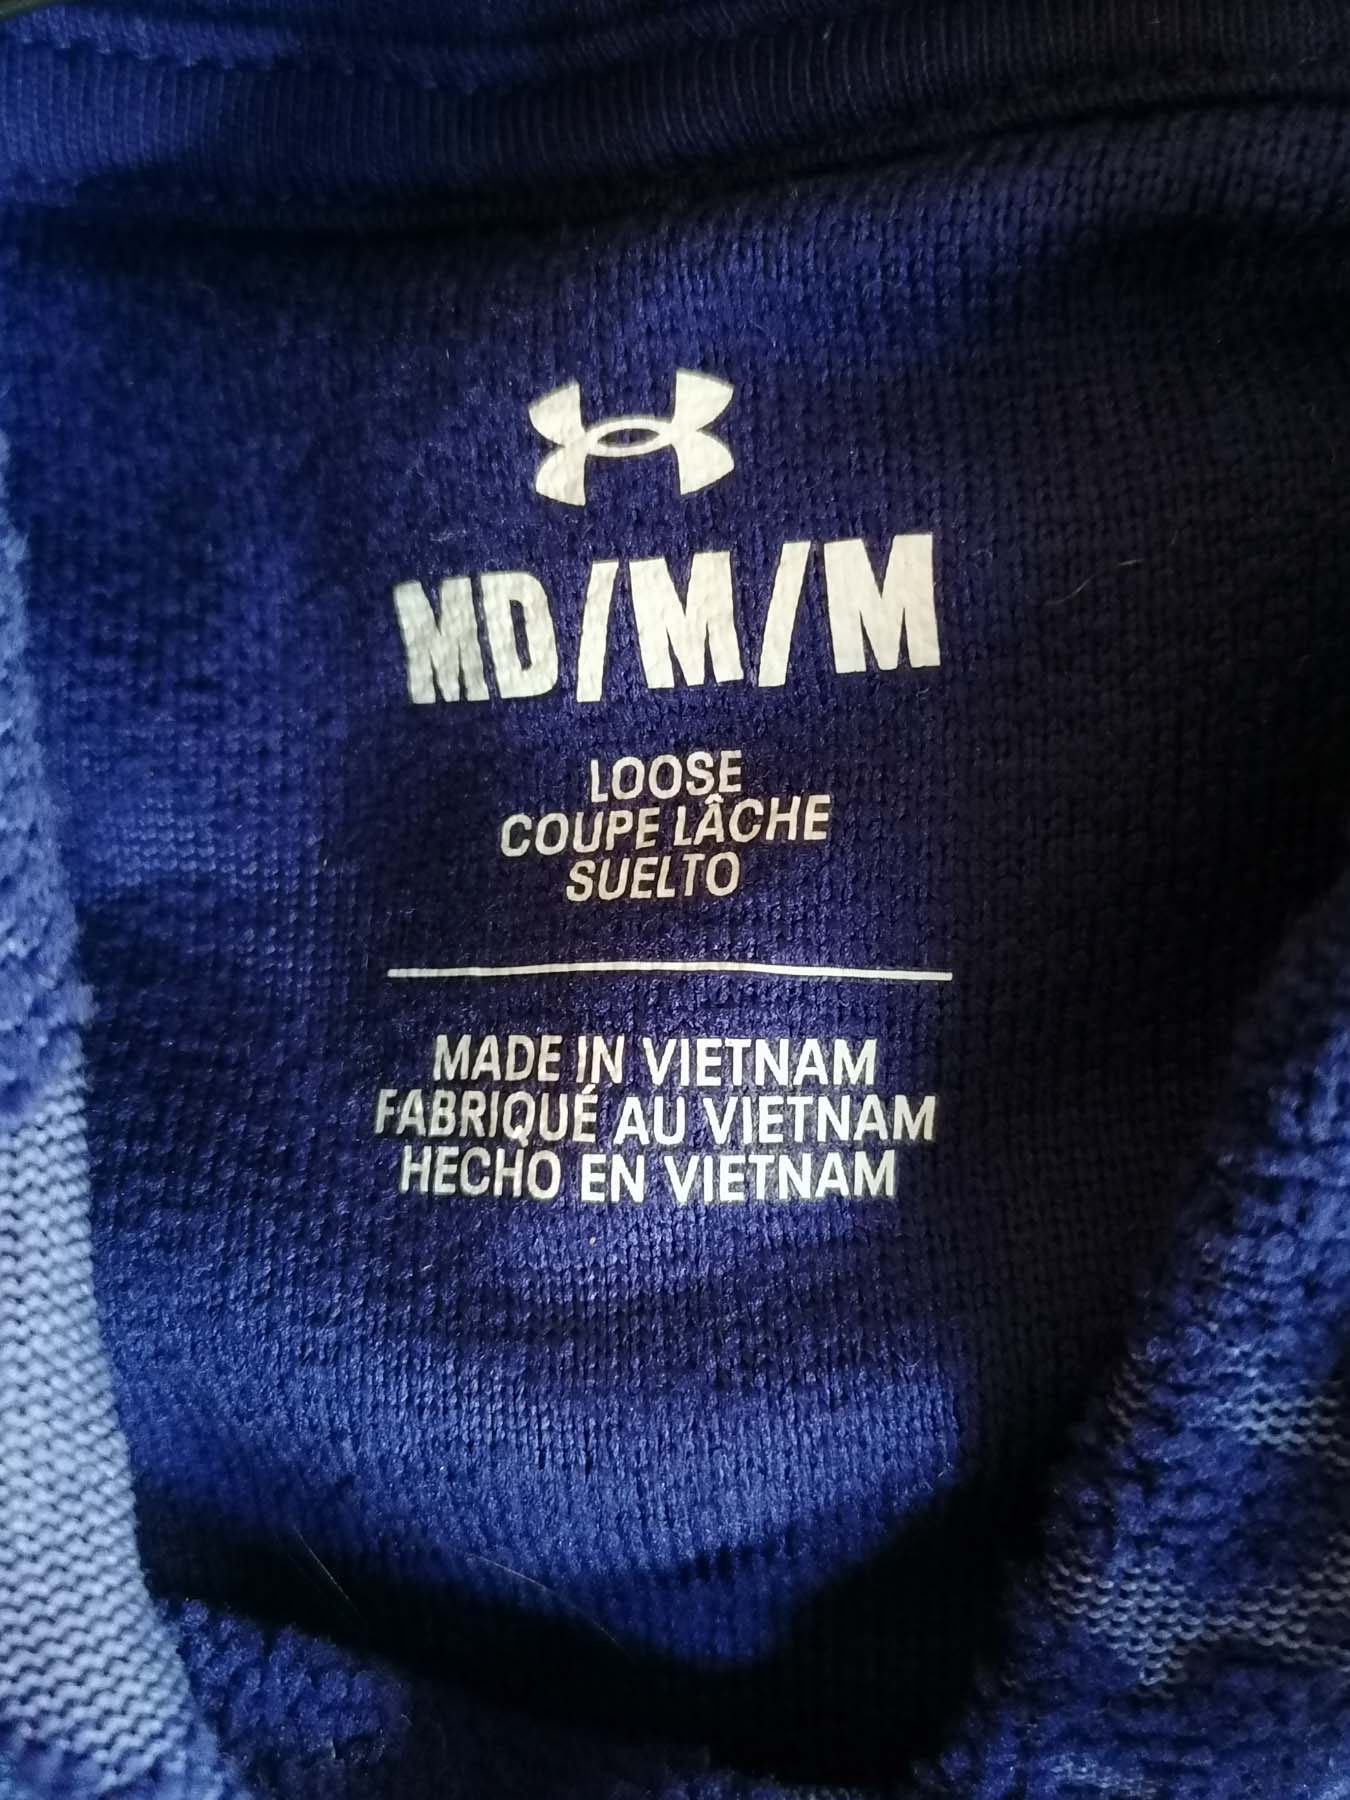 MD/M/M
LOOSE
COUPE LÂCHE
SUELTO
MADE IN VIETNAM
FABRIQUÉ AU VIETNAM
HECHO EN VIETNAM